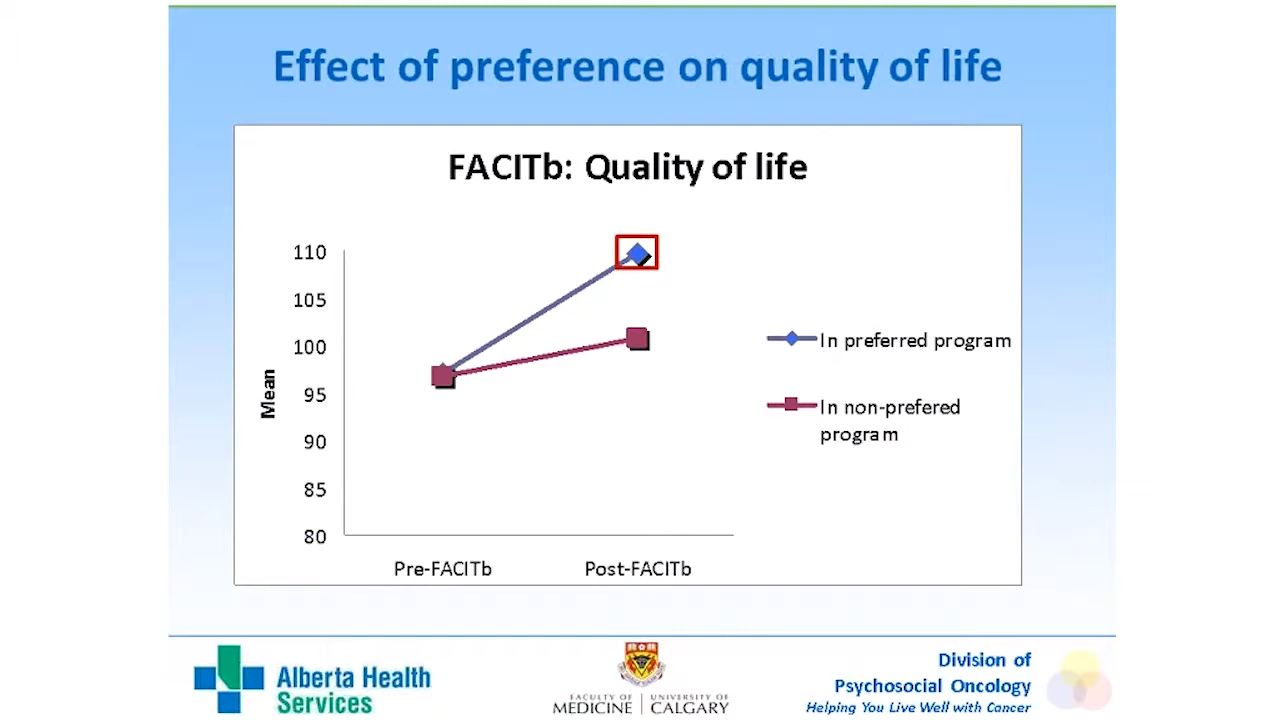 Effect of preference on quality of life
FACITb: Quality of life
110
105
100
95
90
85
80
Mean
Pre-FACITb
Post-FACITb
In preferred program
In non-prefered
program
Alberta Health
Services
FACULTY OF
MEDICINE
UNIVERSITY OF
CALGARY
Division of
Psychosocial Oncology
Helping You Live Well with Cancer